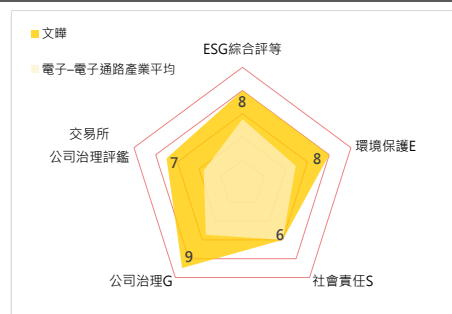 文曄
電子–電子通路產業平均
ESG綜合評等
8
環境保護E
8
社會責任S
6
公司治理G
9
交易所
公司治理評鑑
7